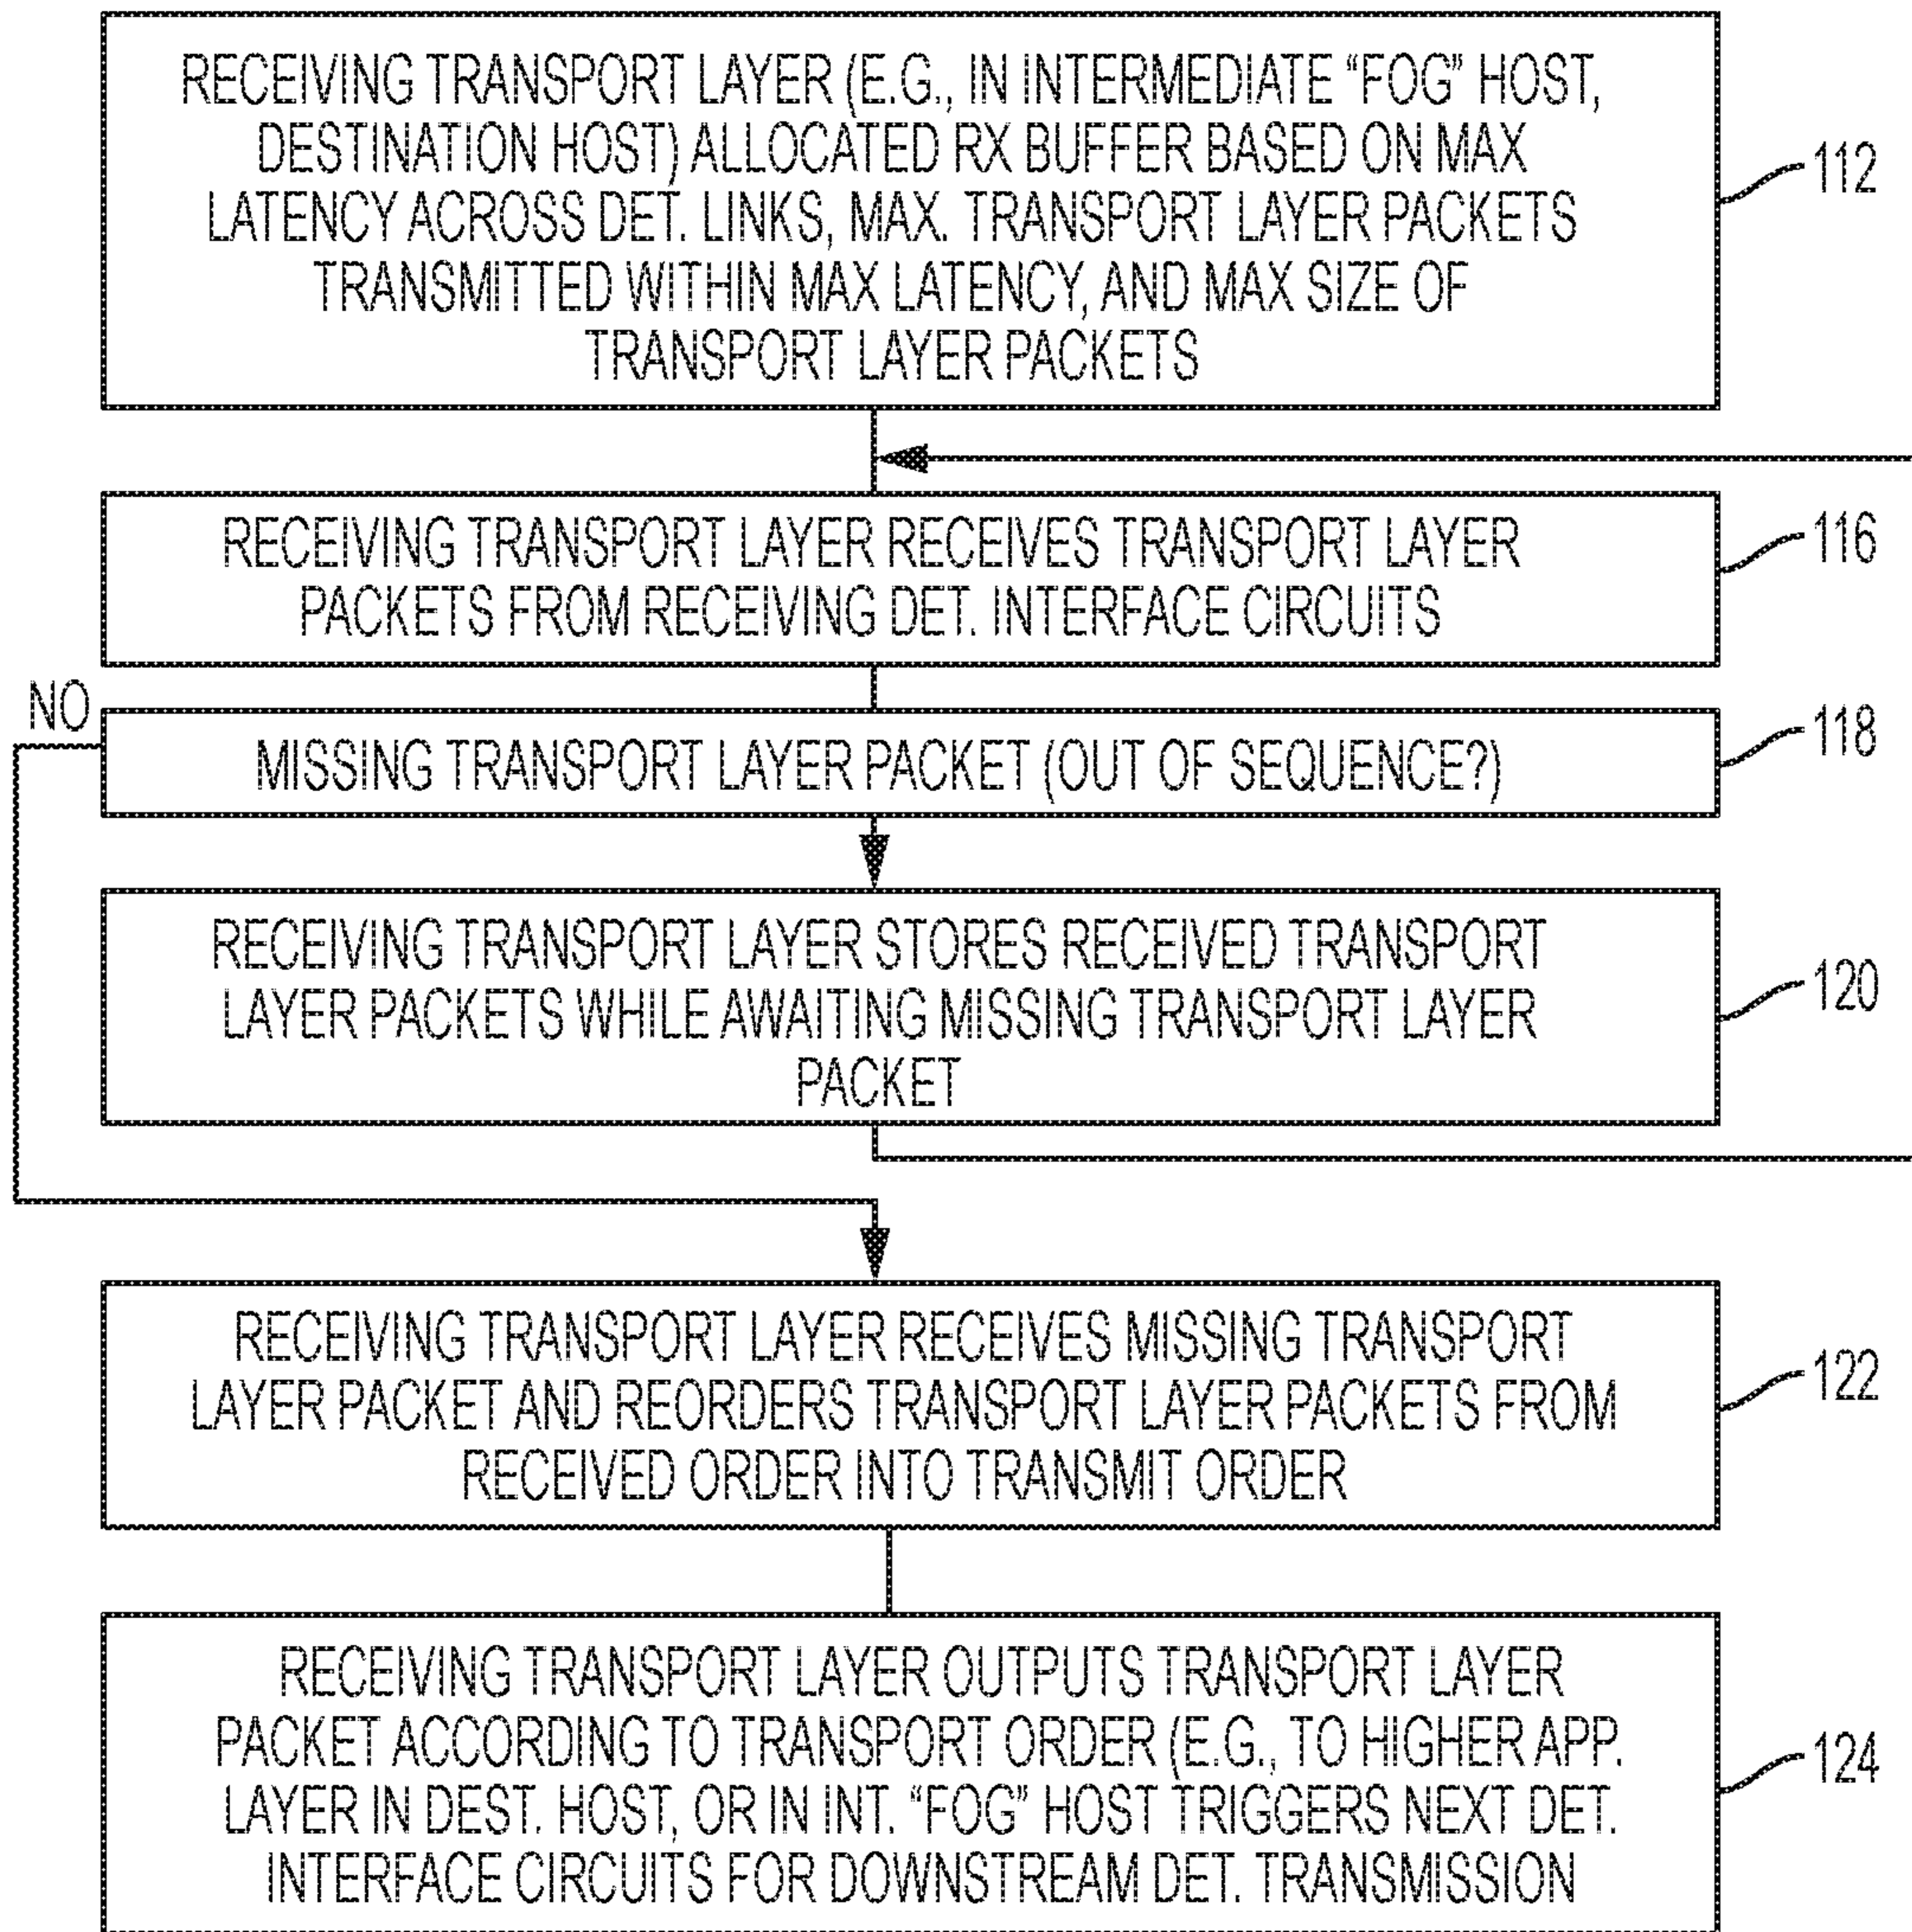 RECEIVING TRANSPORT LAYER (E.G., IN INTERMEDIATE “FOG” HOST,
DESTINATION HOST) ALLOCATED RX BUFFER BASED ON MAX
LATENCY ACROSS DET. LINKS, MAX. TRANSPORT LAYER PACKETS
TRANSMITTED WITHIN MAX LATENCY, AND MAX SIZE OF
TRANSPORT LAYER PACKETS
112
RECEIVING TRANSPORT LAYER RECEIVES TRANSPORT LAYER
PACKETS FROM RECEIVING DET. INTERFACE CIRCUITS
116
NO
MISSING TRANSPORT LAYER PACKET (OUT OF SEQUENCE?)
118
RECEIVING TRANSPORT LAYER STORES RECEIVED TRANSPORT
LAYER PACKETS WHILE AWAITING MISSING TRANSPORT LAYER
PACKET
120
RECEIVING TRANSPORT LAYER RECEIVES MISSING TRANSPORT
LAYER PACKET AND REORDERS TRANSPORT LAYER PACKETS FROM
RECEIVED ORDER INTO TRANSMIT ORDER
122
RECEIVING TRANSPORT LAYER OUTPUTS TRANSPORT LAYER
PACKET ACCORDING TO TRANSPORT ORDER (E.G., TO HIGHER APP.
LAYER IN DEST. HOST, OR IN INT. “FOG” HOST TRIGGERS NEXT DET.
INTERFACE CIRCUITS FOR DOWNSTREAM DET. TRANSMISSION
124